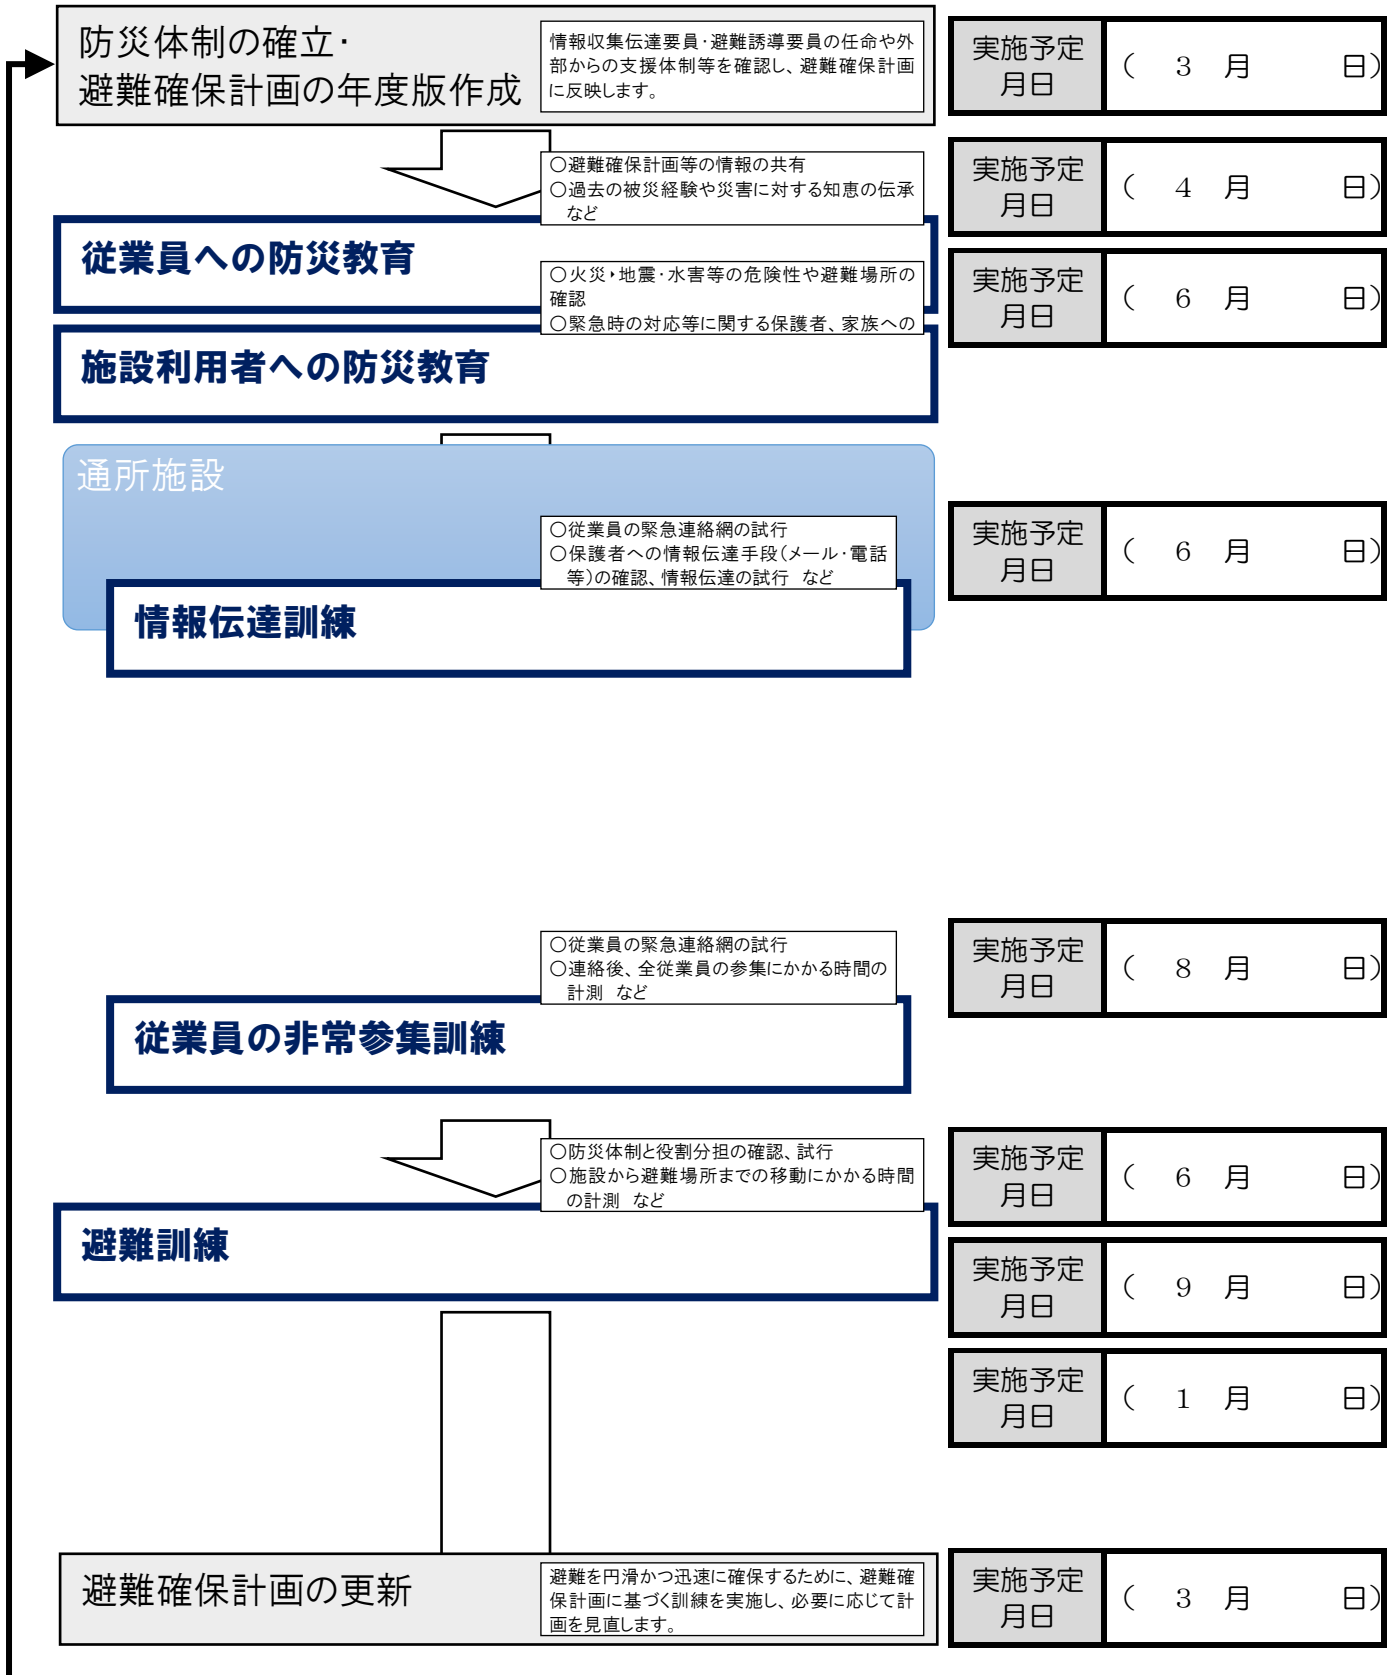 防災体制の確立･
避難確保計画の年度版作成
情報収集伝達要員･避難誘導要員の任命や外
部からの支援体制等を確認し、避難確保計画
に反映します。
実施予定
月日
（　3　月　　　日）
○避難確保計画等の情報の共有
○過去の被災経験や災害に対する知恵の伝承
など
実施予定
月日
（　4　月　　　日）
従業員への防災教育
○火災･地震･水害等の危険性や避難場所の
確認
○緊急時の対応等に関する保護者、家族への
実施予定
月日
（　6　月　　　日）
施設利用者への防災教育
通所施設
○従業員の緊急連絡網の試行
○保護者への情報伝達手段（メール･電話
等）の確認、情報伝達の試行　など
実施予定
月日
（　6　月　　　日）
情報伝達訓練
○従業員の緊急連絡網の試行
○連絡後、全従業員の参集にかかる時間の
計測　など
実施予定
月日
（　8　月　　　日）
従業員の非常参集訓練
○防災体制と役割分担の確認、試行
○施設から避難場所までの移動にかかる時間
の計測　など
実施予定
月日
（　6　月　　　日）
避難訓練
実施予定
月日
（　9　月　　　日）
実施予定
月日
（　1　月　　　日）
避難確保計画の更新
避難を円滑かつ迅速に確保するために、避難確
保計画に基づく訓練を実施し、必要に応じて計
画を見直します。
実施予定
月日
（　3　月　　　日）